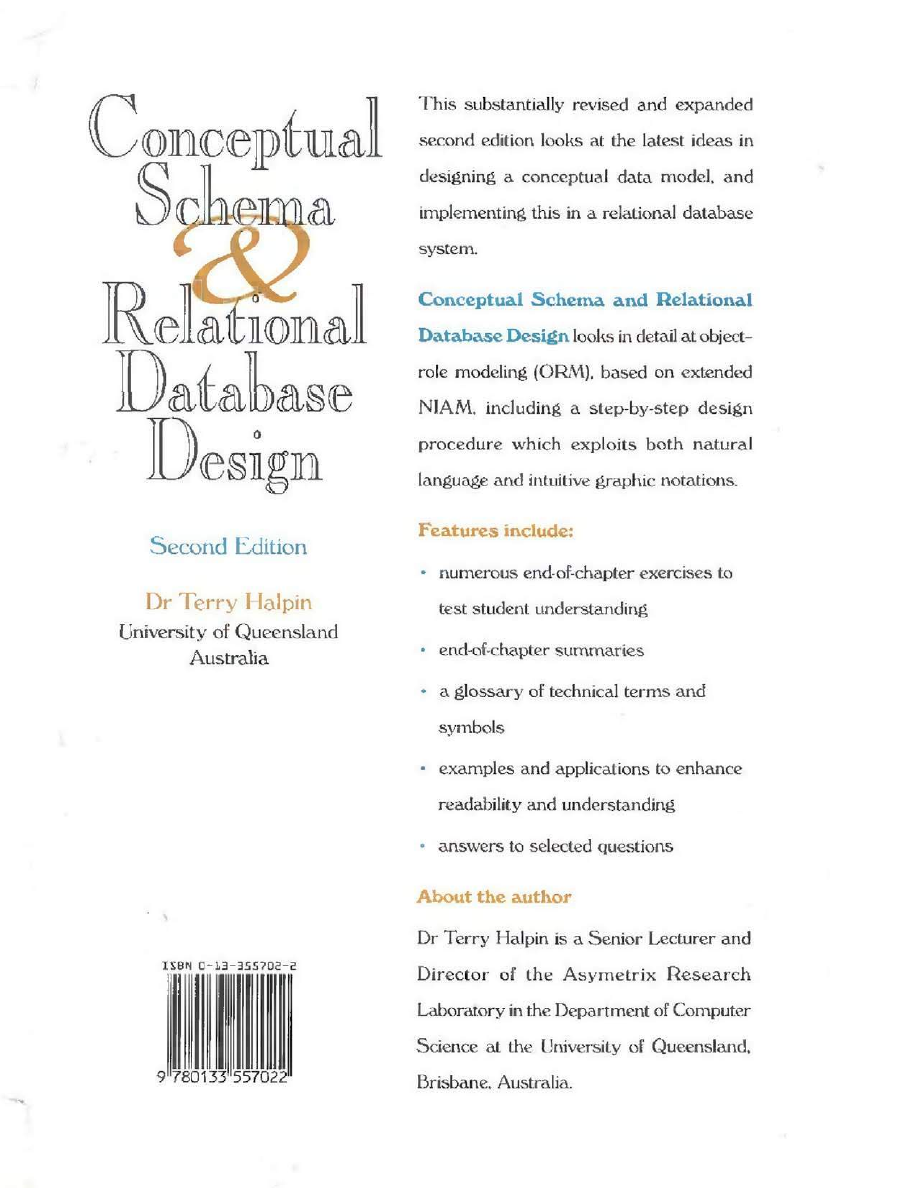 Conceptual
Schema
&
Relational
Database
Design
Second Edition
Dr Terry Halpin
University of Queensland
Australia
ISBN 0-13-355702-2
9 780133 557022
This substantially revised and expanded
second edition looks at the latest ideas in
designing a conceptual data model, and
implementing this in a relational database
system.
Conceptual Schema and Relational
Database Design looks in detail at object–
role modeling (ORM), based on extended
NIAM, including a step-by-step design
procedure which exploits both natural
language and intuitive graphic notations.
Features include:
• numerous end-of-chapter exercises to
test student understanding
• end-of-chapter summaries
• a glossary of technical terms and
symbols
• examples and applications to enhance
readability and understanding
• answers to selected questions
About the author
Dr Terry Halpin is a Senior Lecturer and
Director of the Asymetrix Research
Laboratory in the Department of Computer
Science at the University of Queensland,
Brisbane, Australia.